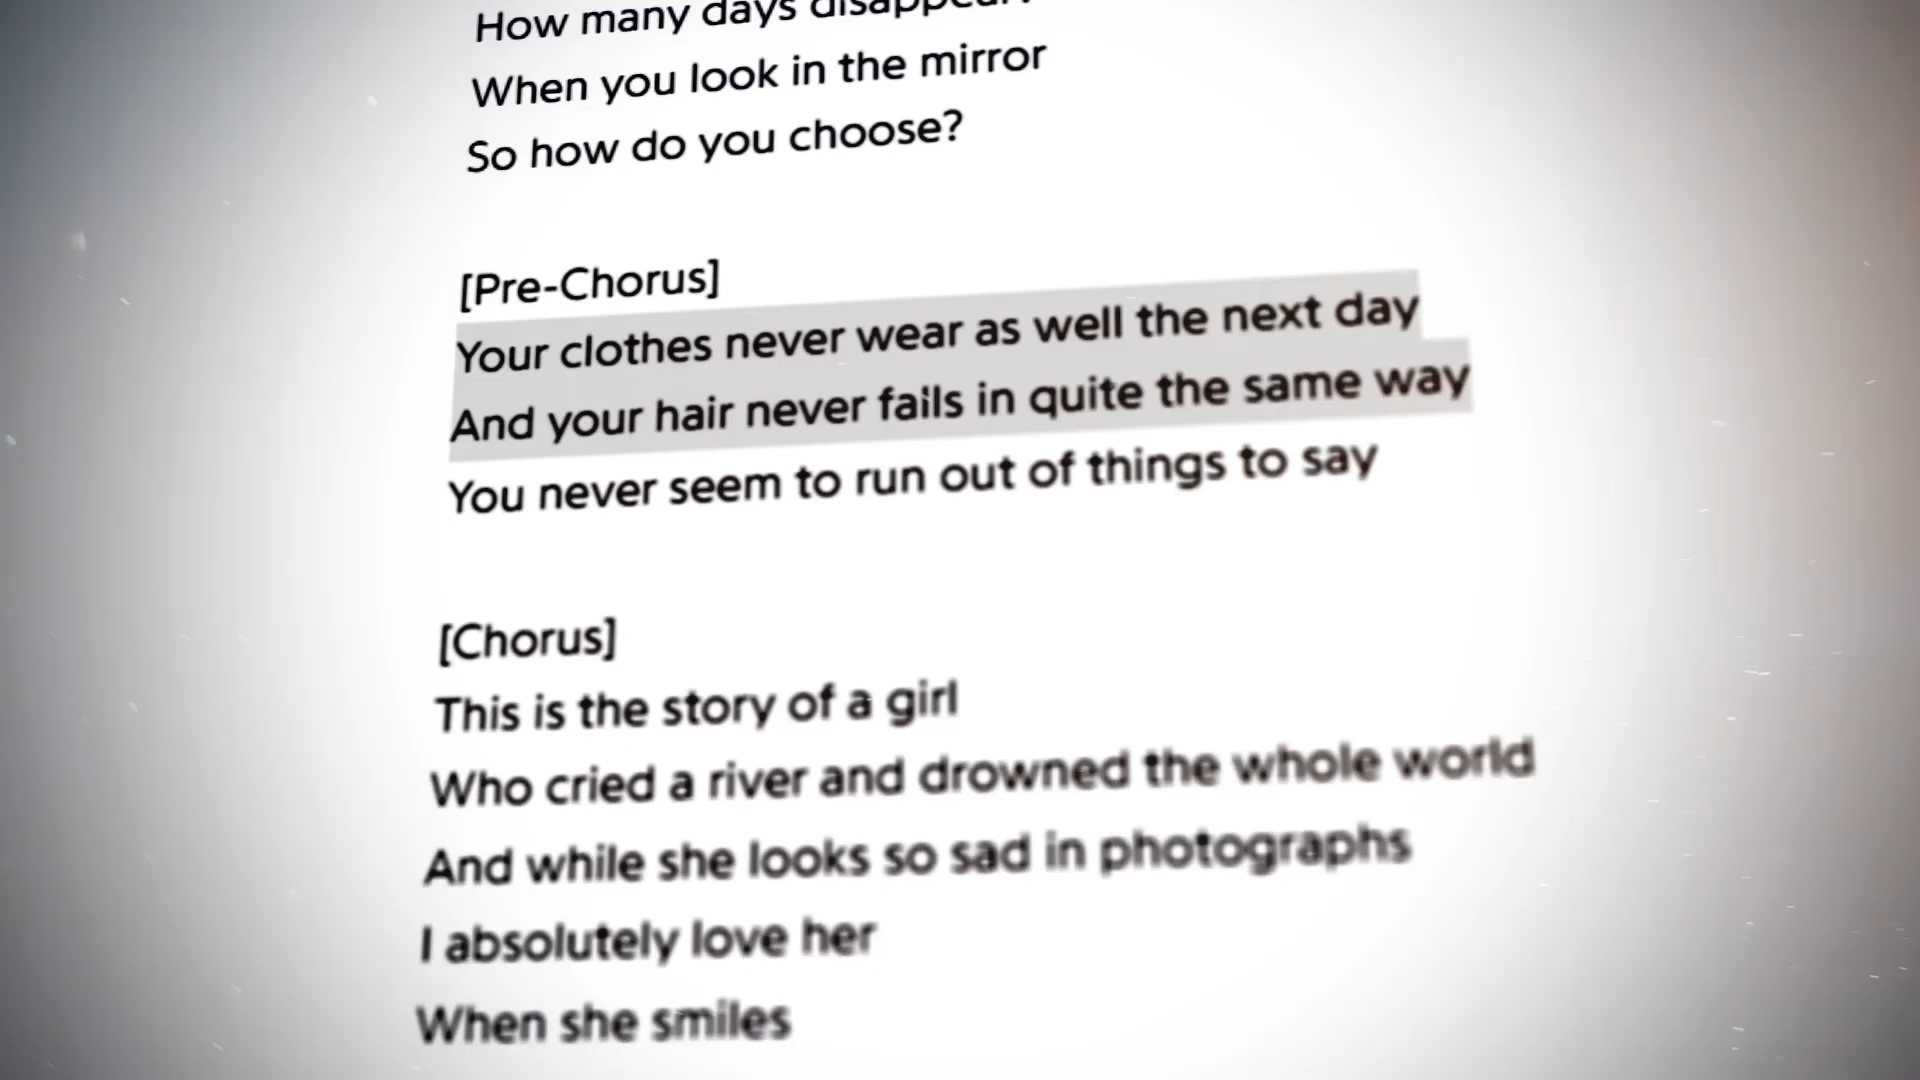 How many days disappear?
When you look in the mirror
So how do you choose?
[Pre-Chorus]
Your clothes never wear as well the next day
And your hair never falls in quite the same way
You never seem to run out of things to say
[Chorus]
This is the story of a girl
Who cried a river and drowned the whole world
And while she looks so sad in photographs
I absolutely love her
When she smiles